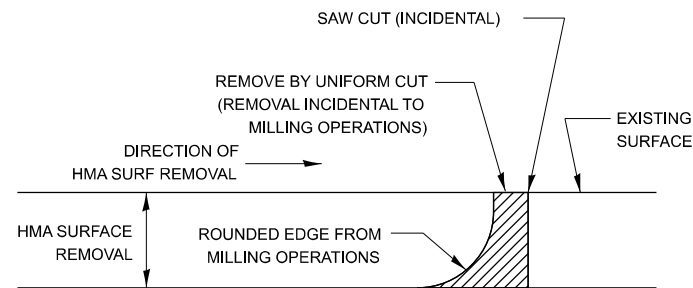 SAW CUT (INCIDENTAL)
REMOVE BY UNIFORM CUT
(REMOVAL INCIDENTAL TO
MILLING OPERATIONS)
EXISTING
SURFACE
DIRECTION OF
HMA SURF REMOVAL
HMA SURFACE
REMOVAL
ROUNDED EDGE FROM
MILLING OPERATIONS